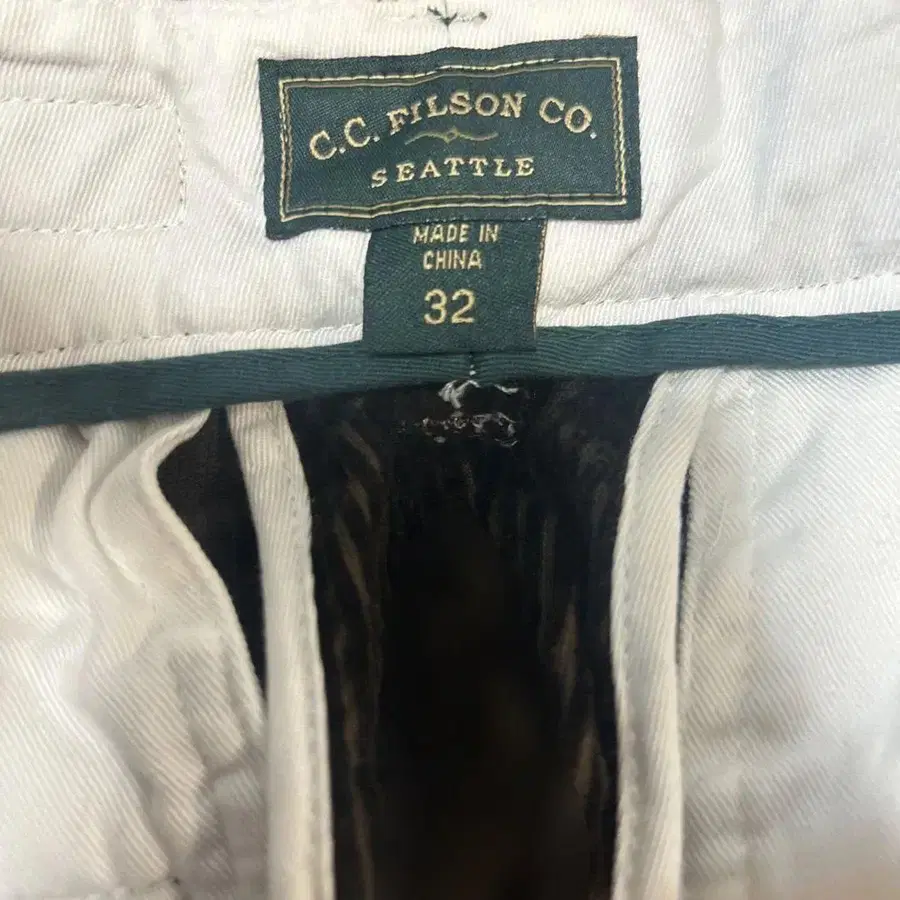 C.C. FILSON CO.
SEATTLE
MADE IN
CHINA
32